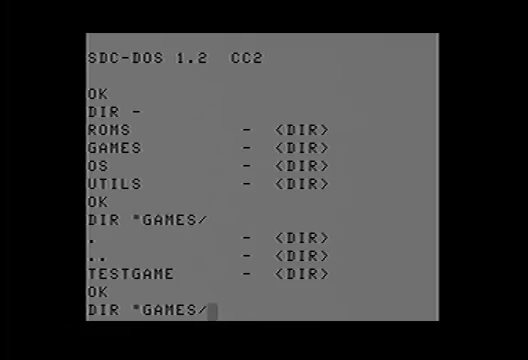 SDC-DOS 1.2 CC2
OK
DIR -
ROMS - <DIR>
GAMES - <DIR>
OS - <DIR>
UTILS - <DIR>
OK
DIR "GAMES/
. - <DIR>
.. - <DIR>
TESTGAME - <DIR>
OK
DIR "GAMES/